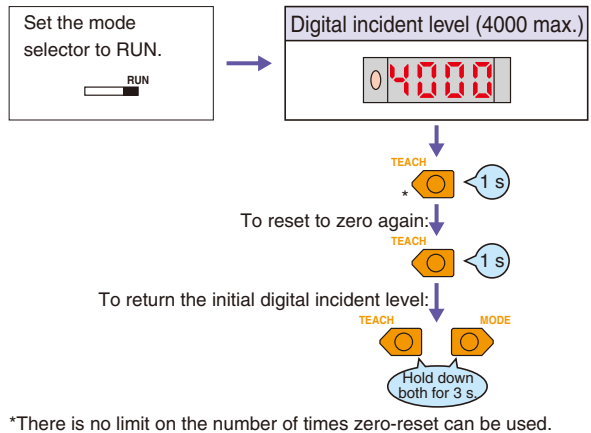 Set the mode
selector to RUN.
RUN
Digital incident level (4000 max.)
4000
TEACH
* 1 s
To reset to zero again:
TEACH
1 s
To return the initial digital incident level:
TEACH MODE
Hold down
both for 3 s.
*There is no limit on the number of times zero-reset can be used.